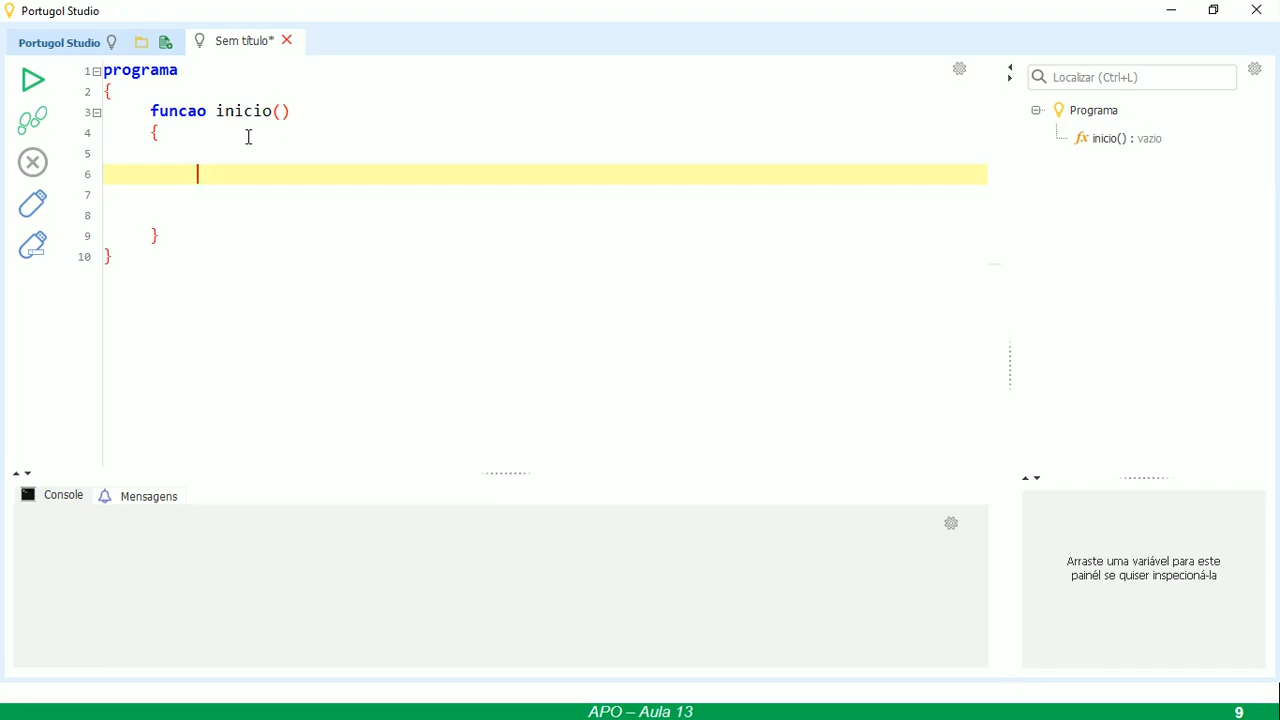 Portugol Studio
Portugol Studio
Sem título*
1 programa
2 {
3 funcao inicio()
4 {
5
6
7
8
9 }
10 }
Localizar (Ctrl+L)
Programa
fx inicio() : vazio
Console
Mensagens
Arraste uma variável para este
painél se quiser inspecioná-la
APO – Aula 13
9